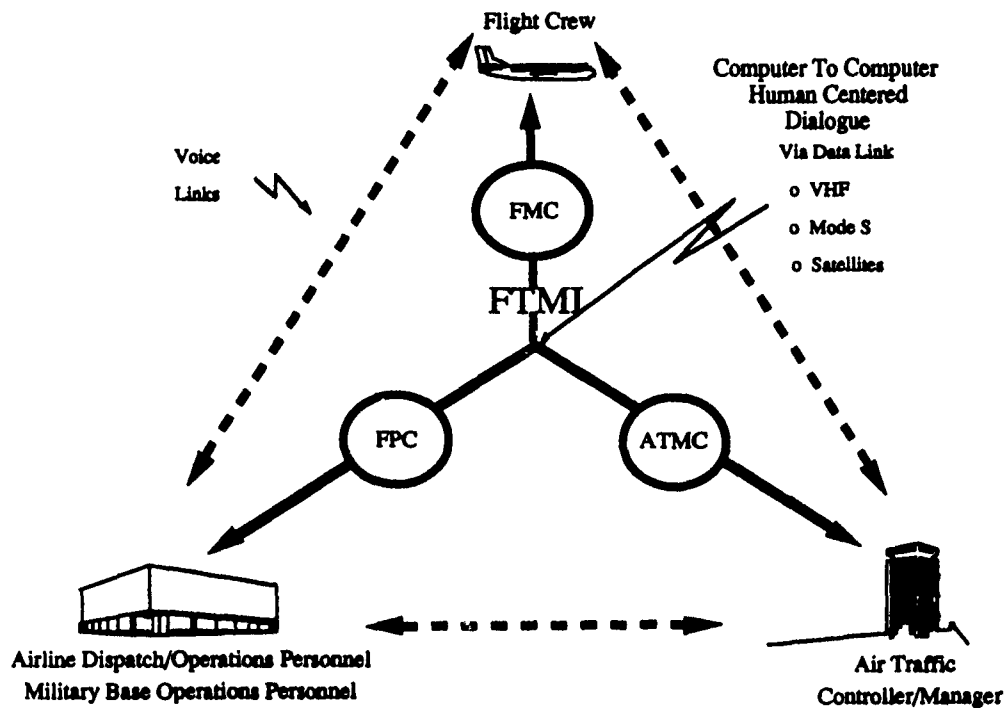 Flight Crew
Computer To Computer
Human Centered
Dialogue
Via Data Link
o VHF
o Mode S
o Satellites
Voice
Links
FMC
FTMI
FPC
ATMC
Airline Dispatch/Operations Personnel
Military Base Operations Personnel
Air Traffic
Controller/Manager